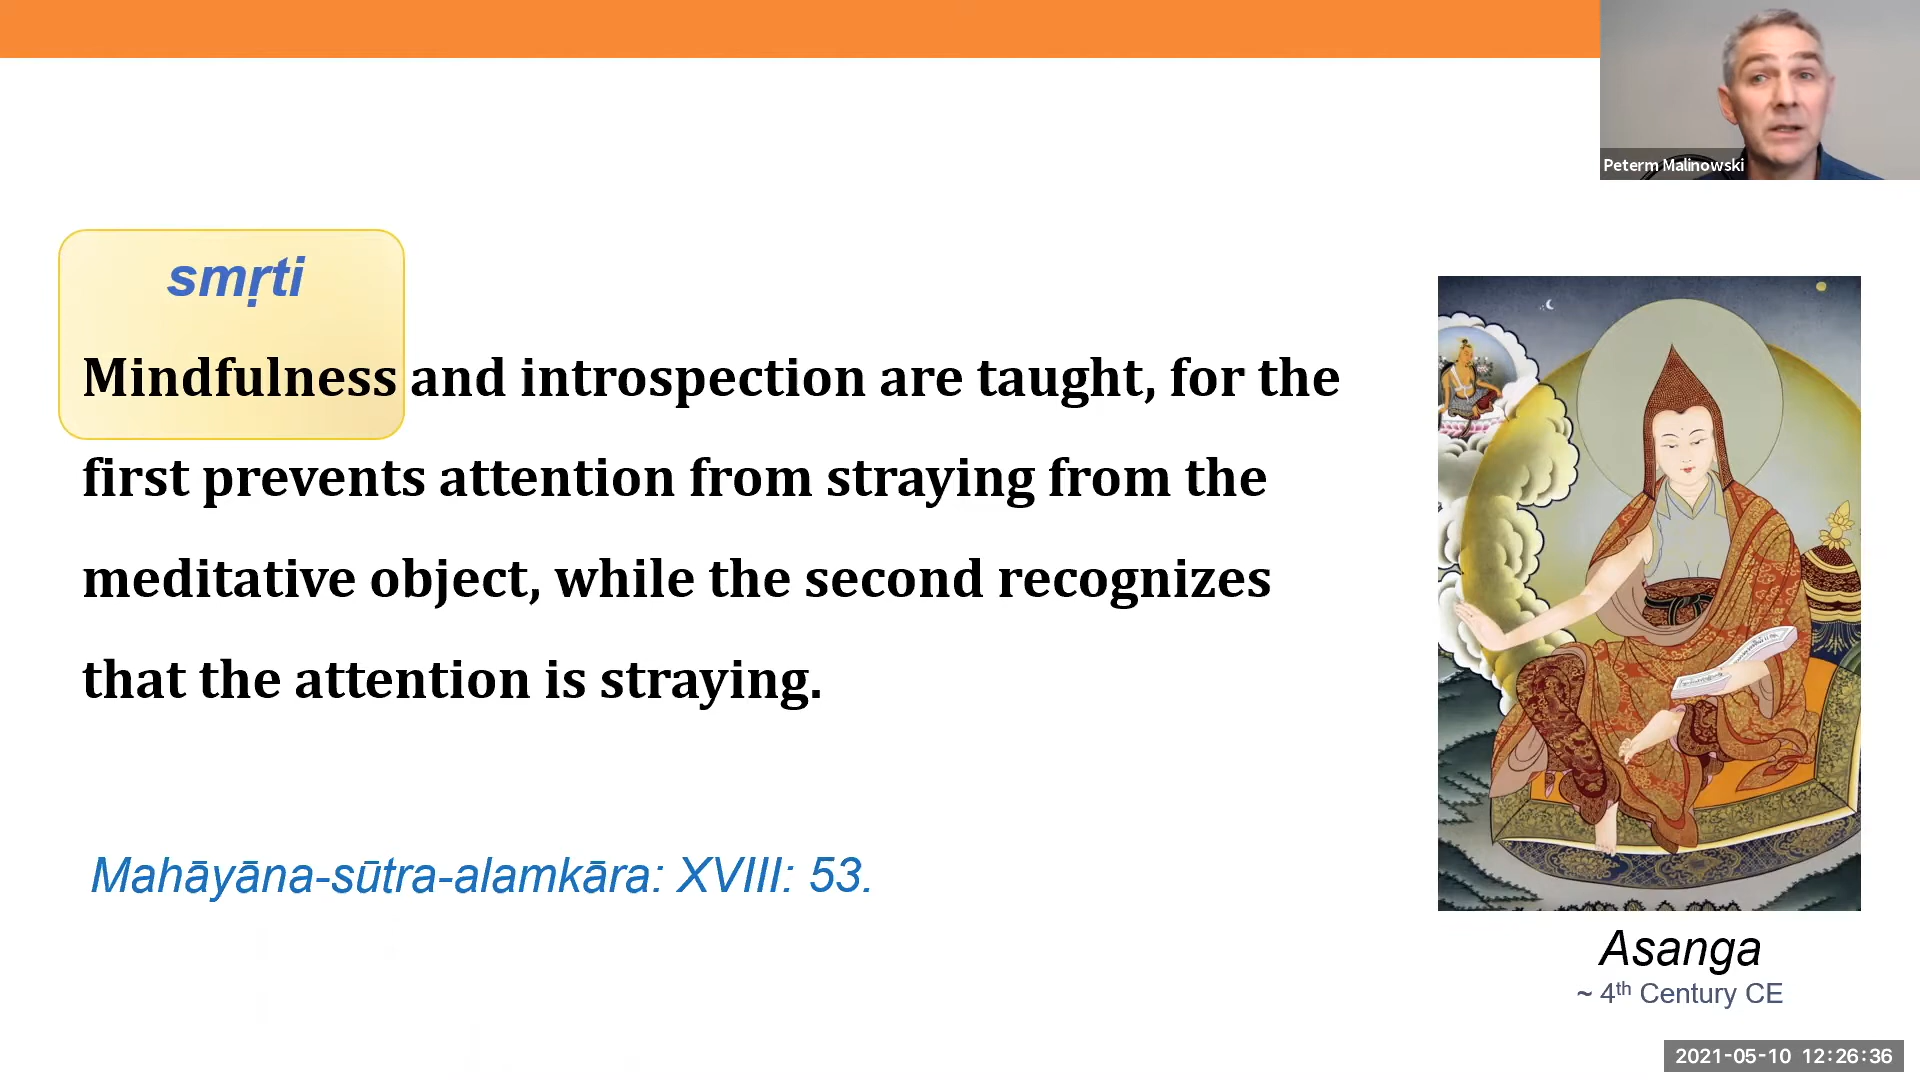 Peterm Malinowski
smṛti
Mindfulness and introspection are taught, for the
first prevents attention from straying from the
meditative object, while the second recognizes
that the attention is straying.
Mahāyāna-sūtra-alamkāra: XVIII: 53.
Asanga
~ 4th Century CE
2021-05-10 12:26:36